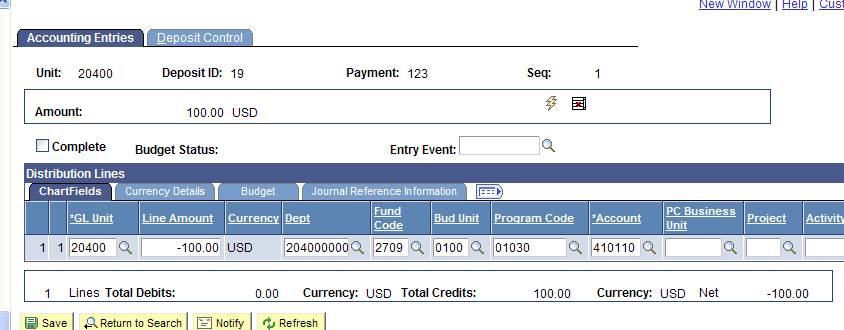 New Window | Help | Cust
Accounting Entries Deposit Control
Unit: 20400 Deposit ID: 19 Payment: 123 Seq: 1
Amount: 100.00 USD
Complete Budget Status: Entry Event:
Distribution Lines
ChartFields Currency Details Budget Journal Reference Information
*GL Unit Line Amount Currency Dept Fund Code Bud Unit Program Code *Account PC Business Unit Project Activity
1 1 20400 -100.00 USD 204000000 2709 0100 01030 410110
1 Lines Total Debits: 0.00 Currency: USD Total Credits: 100.00 Currency: USD Net -100.00
Save Return to Search Notify Refresh